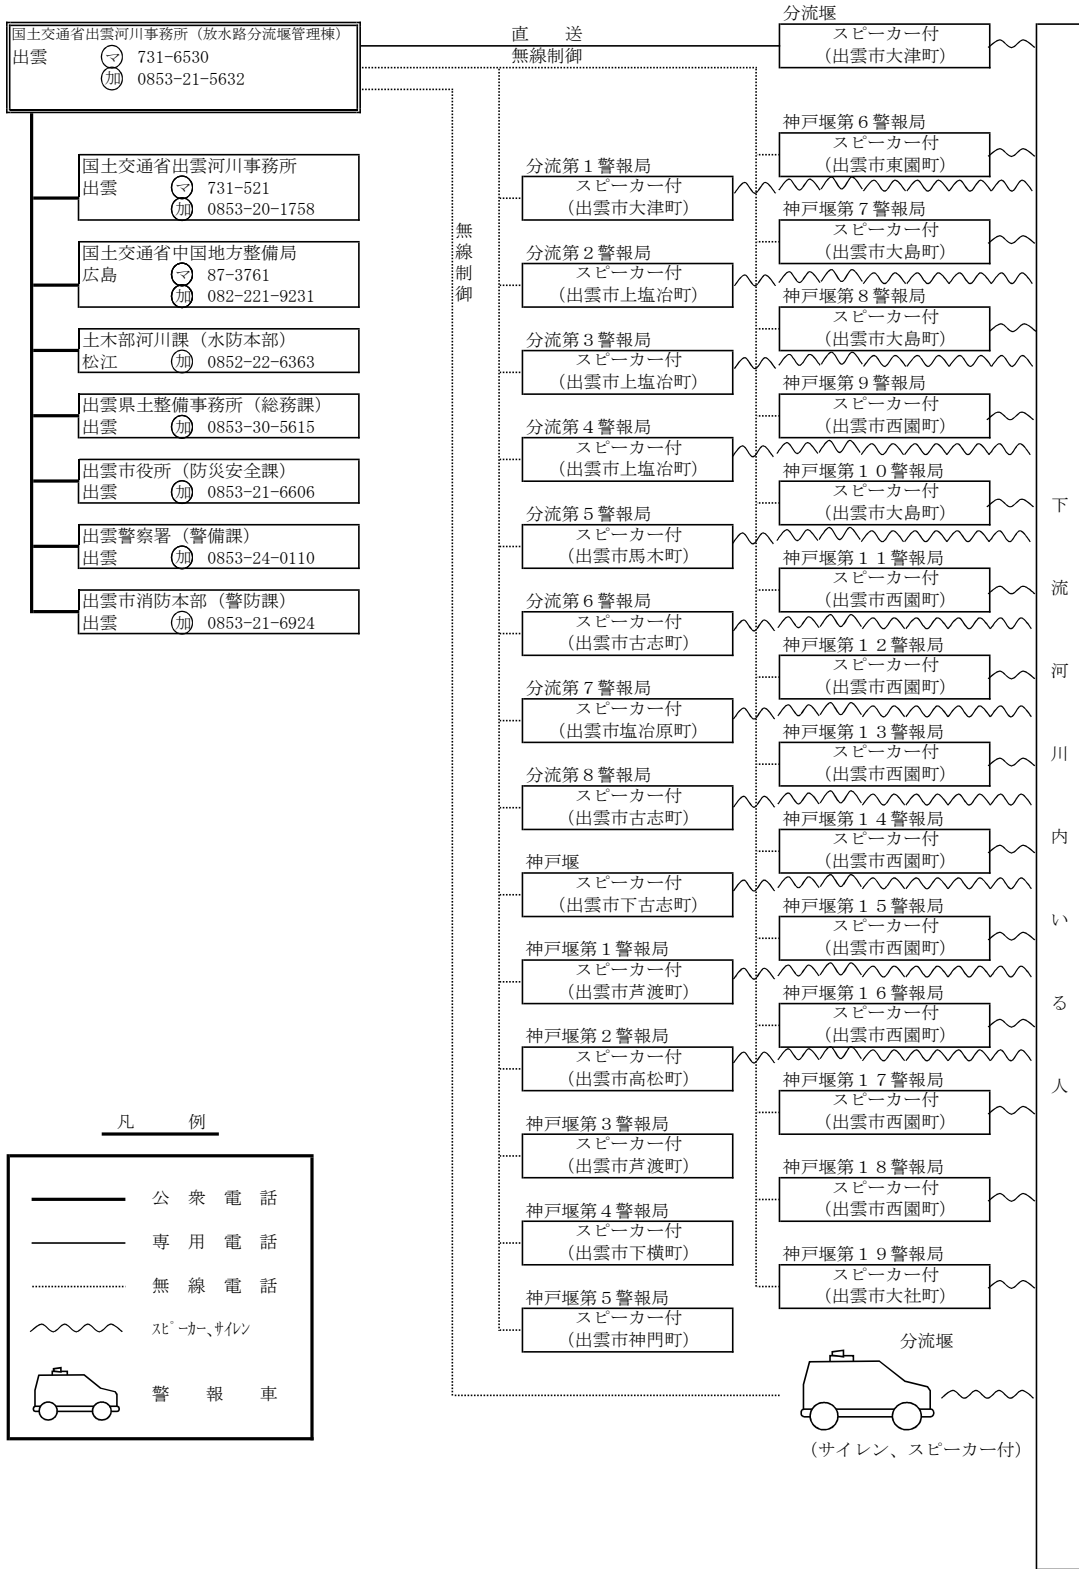 国土交通省出雲河川事務所（放水路分流堰管理棟）
出雲　マ　731-6530
加　0853-21-5632
国土交通省出雲河川事務所
出雲　マ　731-521
加　0853-20-1758
国土交通省中国地方整備局
広島　マ　87-3761
加　082-221-9231
土木部河川課（水防本部）
松江　加　0852-22-6363
出雲県土整備事務所（総務課）
出雲　加　0853-30-5615
出雲市役所（防災安全課）
出雲　加　0853-21-6606
出雲警察署（警備課）
出雲　加　0853-24-0110
出雲市消防本部（警防課）
出雲　加　0853-21-6924
直　送
無線制御
無線制御
分流第１警報局
スピーカー付
（出雲市大津町）
分流第２警報局
スピーカー付
（出雲市上塩冶町）
分流第３警報局
スピーカー付
（出雲市上塩冶町）
分流第４警報局
スピーカー付
（出雲市上塩冶町）
分流第５警報局
スピーカー付
（出雲市馬木町）
分流第６警報局
スピーカー付
（出雲市古志町）
分流第７警報局
スピーカー付
（出雲市塩冶原町）
分流第８警報局
スピーカー付
（出雲市古志町）
神戸堰
スピーカー付
（出雲市下古志町）
神戸堰第１警報局
スピーカー付
（出雲市芦渡町）
神戸堰第２警報局
スピーカー付
（出雲市高松町）
神戸堰第３警報局
スピーカー付
（出雲市芦渡町）
神戸堰第４警報局
スピーカー付
（出雲市下横町）
神戸堰第５警報局
スピーカー付
（出雲市神門町）
分流堰
スピーカー付
（出雲市大津町）
神戸堰第６警報局
スピーカー付
（出雲市東園町）
神戸堰第７警報局
スピーカー付
（出雲市大島町）
神戸堰第８警報局
スピーカー付
（出雲市大島町）
神戸堰第９警報局
スピーカー付
（出雲市西園町）
神戸堰第１０警報局
スピーカー付
（出雲市大島町）
神戸堰第１１警報局
スピーカー付
（出雲市西園町）
神戸堰第１２警報局
スピーカー付
（出雲市西園町）
神戸堰第１３警報局
スピーカー付
（出雲市西園町）
神戸堰第１４警報局
スピーカー付
（出雲市西園町）
神戸堰第１５警報局
スピーカー付
（出雲市西園町）
神戸堰第１６警報局
スピーカー付
（出雲市西園町）
神戸堰第１７警報局
スピーカー付
（出雲市西園町）
神戸堰第１８警報局
スピーカー付
（出雲市西園町）
神戸堰第１９警報局
スピーカー付
（出雲市大社町）
分流堰
（サイレン、スピーカー付）
下流河川内いる人
凡　例
公衆電話
専用電話
無線電話
ｽﾋﾟｰｶｰ､ｻｲﾚﾝ
警報車